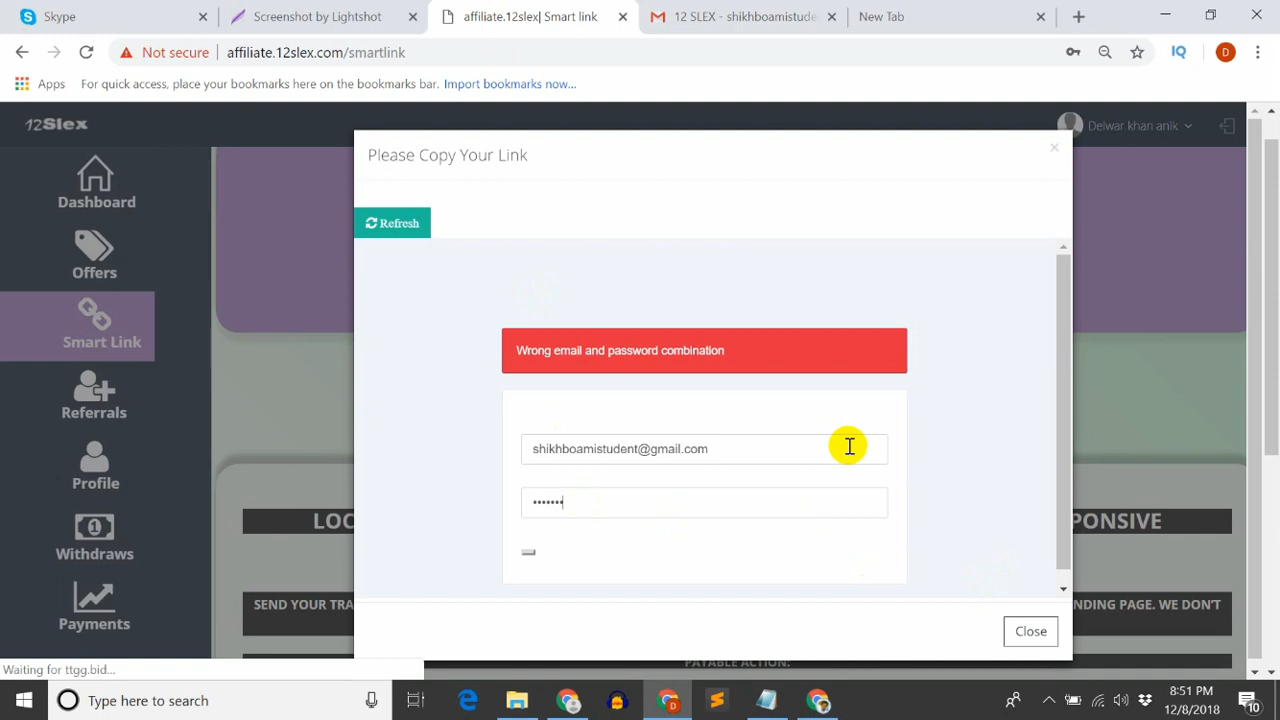 Skype
Screenshot by Lightshot
affiliate.12slex| Smart link
12 SLEX - shikhboamistude
New Tab
Not secure
affiliate.12slex.com/smartlink
IQ
D
Apps
For quick access, place your bookmarks here on the bookmarks bar.
Import bookmarks now...
12Slex
Delwar khan anik
Please Copy Your Link
Refresh
Dashboard
Offers
Smart Link
Referrals
Profile
Withdraws
Payments
Wrong email and password combination
shikhboamistudent@gmail.com
•••••••
LOC
PONSIVE
SEND YOUR TRA
NDING PAGE. WE DON'T
PAYABLE ACTION!
Close
Waiting for ttgg.bid...
Type here to search
8:51 PM
12/8/2018
10